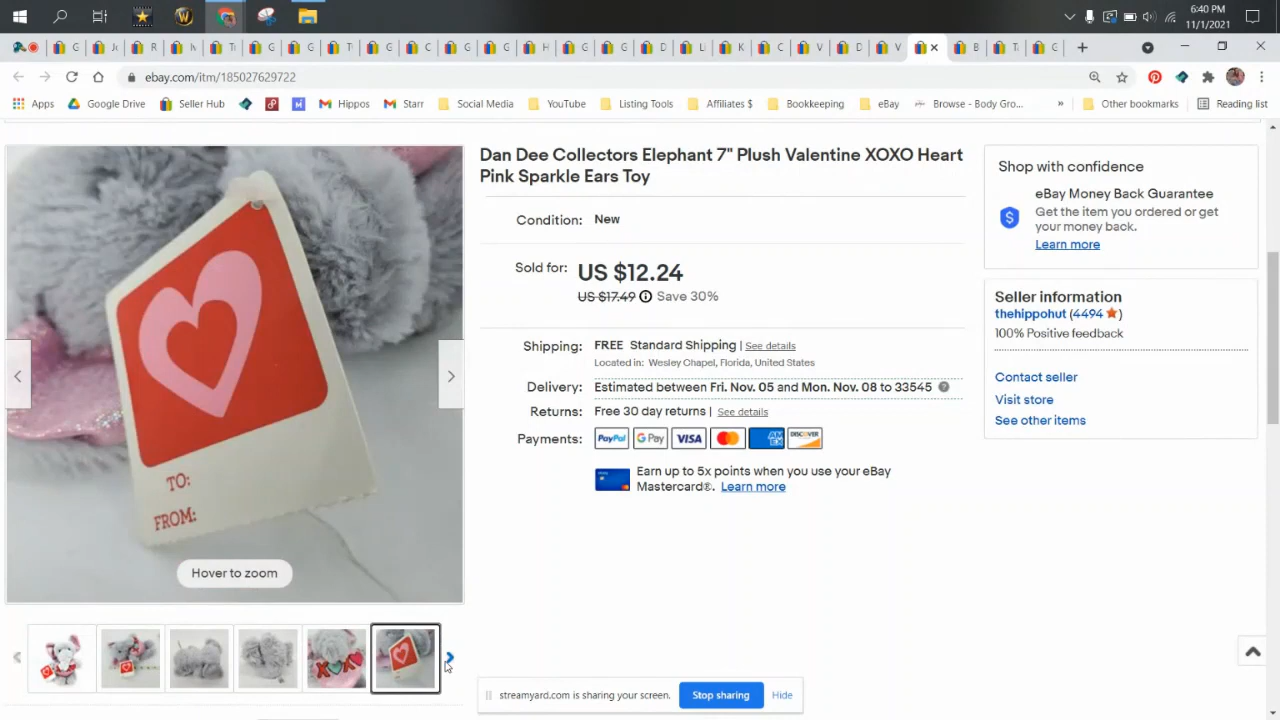 6:40 PM
11/1/2021
ebay.com/itm/185027629722
Apps
Google Drive
Seller Hub
Hippos
Starr
Social Media
YouTube
Listing Tools
Affiliates $
Bookkeeping
eBay
Browse - Body Gro...
»
Other bookmarks
Reading list
Dan Dee Collectors Elephant 7" Plush Valentine XOXO Heart
Pink Sparkle Ears Toy
Condition: New
Sold for: US $12.24
US $17.49 Save 30%
Shipping: FREE Standard Shipping | See details
Located in: Wesley Chapel, Florida, United States
Delivery: Estimated between Fri. Nov. 05 and Mon. Nov. 08 to 33545
Returns: Free 30 day returns | See details
Payments: PayPal G Pay VISA AM EX DISCOVER
Earn up to 5x points when you use your eBay
Mastercard®. Learn more
Shop with confidence
eBay Money Back Guarantee
Get the item you ordered or get
your money back.
Learn more
Seller information
thehippohut (4494 )
100% Positive feedback
Contact seller
Visit store
See other items
TO:
FROM:
Hover to zoom
XOXO
streamyard.com is sharing your screen. Stop sharing Hide